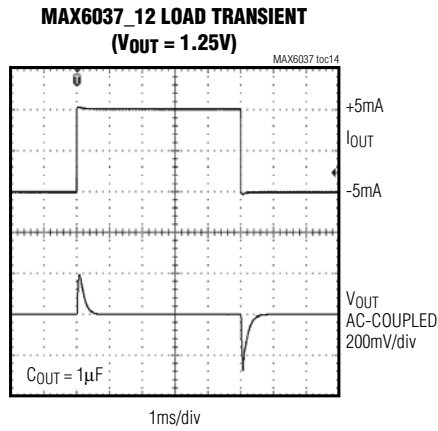 MAX6037_12 LOAD TRANSIENT
(VOUT = 1.25V)
MAX6037 toc14
+5mA
IOUT
-5mA
VOUT
AC-COUPLED
200mV/div
COUT = 1μF
1ms/div